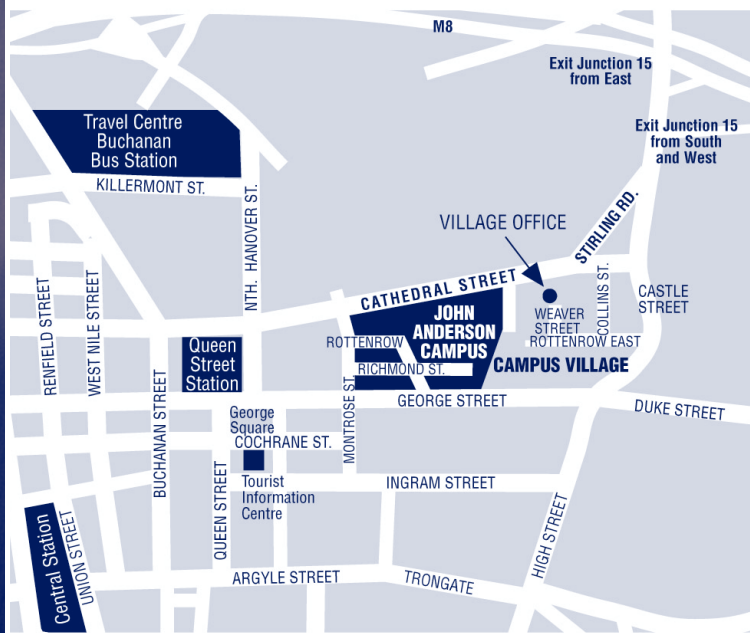 M8
Exit Junction 15
from East
Travel Centre
Buchanan
Bus Station
Exit Junction 15
from South
and West
KILLERMONT ST.
NTH. HANOVER ST.
VILLAGE OFFICE
STIRLING RD.
CATHEDRAL STREET
COLLINS ST.
CASTLE
STREET
RENFIELD STREET
WEST NILE STREET
JOHN
ANDERSON
CAMPUS
WEAVER
STREET
ROTTENROW
ROTTENROW EAST
Queen
Street
Station
RICHMOND ST.
CAMPUS VILLAGE
BUCHANAN STREET
MONTROSE ST.
GEORGE STREET
DUKE STREET
George
Square
COCHRANE ST.
QUEEN STREET
Tourist
Information
Centre
INGRAM STREET
HIGH STREET
Central Station
UNION STREET
ARGYLE STREET
TRONGATE